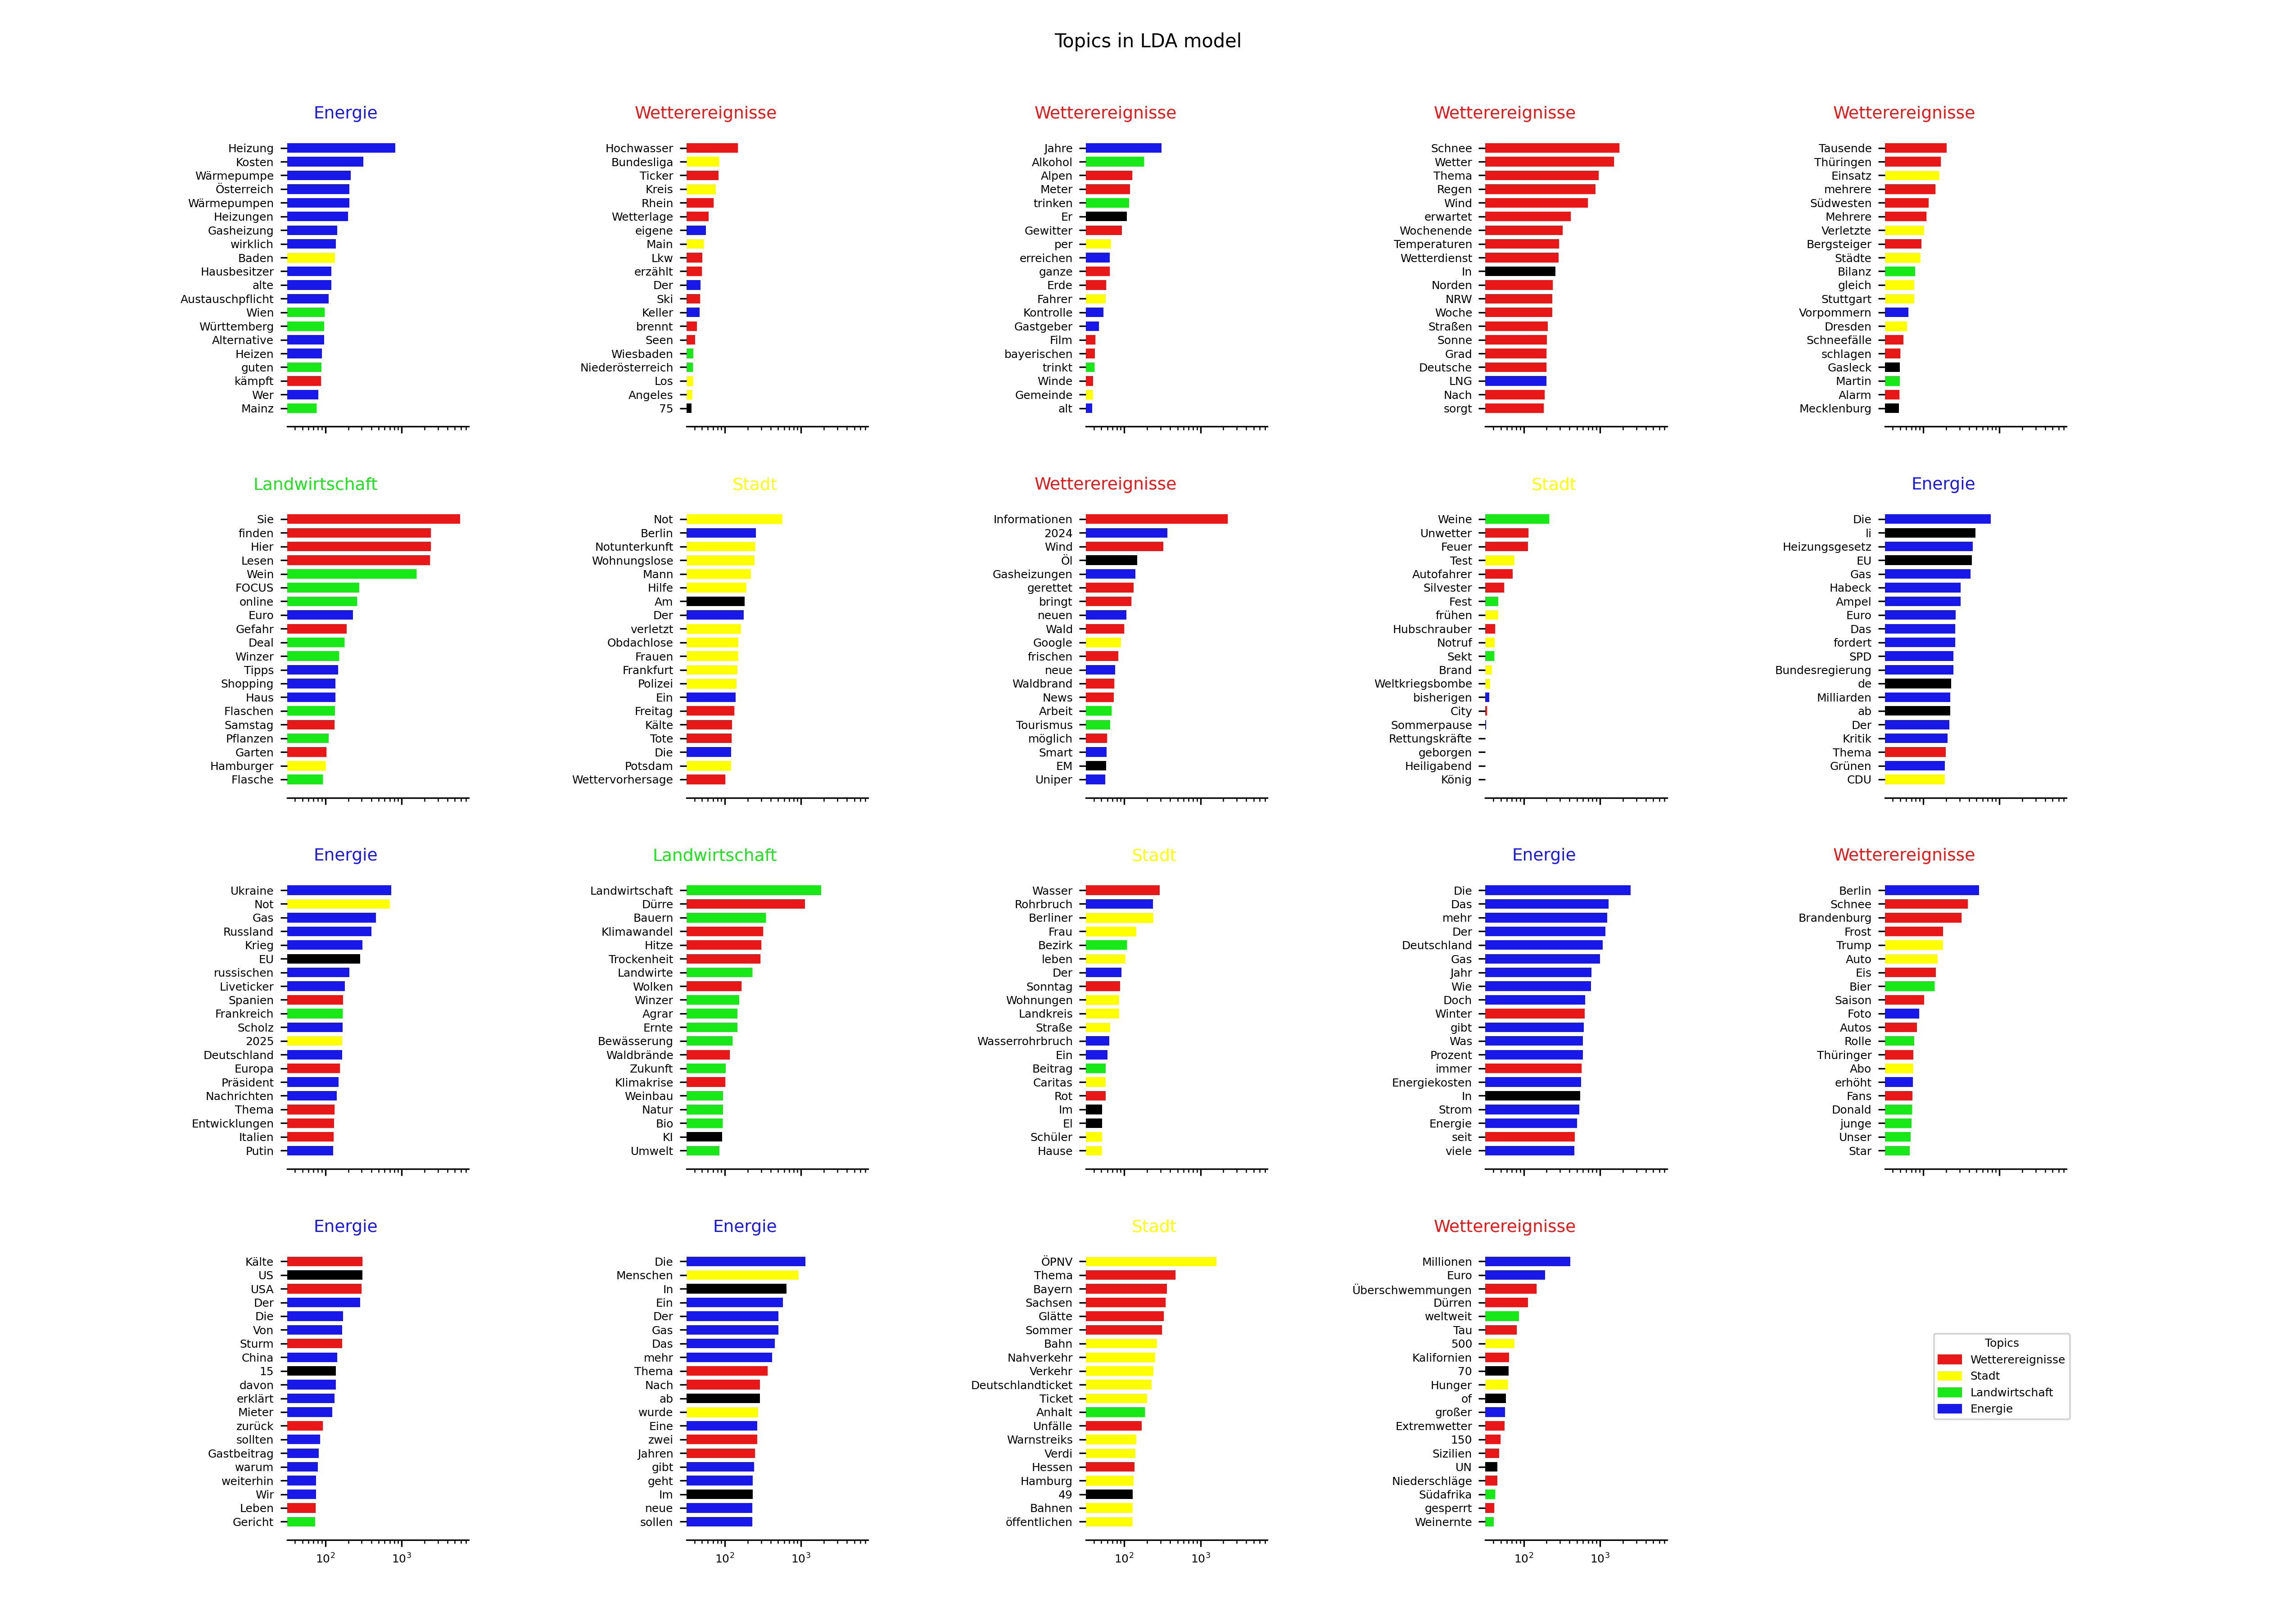 Topics in LDA model
Energie
Heizung
Kosten
Wärmepumpe
Österreich
Wärmepumpen
Heizungen
Gasheizung
wirklich
Baden
Hausbesitzer
alte
Austauschpflicht
Wien
Württemberg
Alternative
Heizen
guten
kämpft
Wer
Mainz
Wetterereignisse
Hochwasser
Bundesliga
Ticker
Kreis
Rhein
Wetterlage
eigene
Main
Lkw
erzählt
Der
Ski
Keller
brennt
Seen
Wiesbaden
Niederösterreich
Los
Angeles
75
Wetterereignisse
Jahre
Alkohol
Alpen
Meter
trinken
Er
Gewitter
per
erreichen
ganze
Erde
Fahrer
Kontrolle
Gastgeber
Film
bayerischen
trinkt
Winde
Gemeinde
alt
Wetterereignisse
Schnee
Wetter
Thema
Regen
Wind
erwartet
Wochenende
Temperaturen
Wetterdienst
In
Norden
NRW
Woche
Straßen
Sonne
Grad
Deutsche
LNG
Nach
sorgt
Wetterereignisse
Tausende
Thüringen
Einsatz
mehrere
Südwesten
Mehrere
Verletzte
Bergsteiger
Städte
Bilanz
gleich
Stuttgart
Vorpommern
Dresden
Schneefälle
schlagen
Gasleck
Martin
Alarm
Mecklenburg
Landwirtschaft
Sie
finden
Hier
Lesen
Wein
FOCUS
online
Euro
Gefahr
Deal
Winzer
Tipps
Shopping
Haus
Flaschen
Samstag
Pflanzen
Garten
Hamburger
Flasche
Stadt
Not
Berlin
Notunterkunft
Wohnungslose
Mann
Hilfe
Am
Der
verletzt
Obdachlose
Frauen
Frankfurt
Polizei
Ein
Freitag
Kälte
Tote
Die
Potsdam
Wettervorhersage
Wetterereignisse
Informationen
2024
Wind
Öl
Gasheizungen
gerettet
bringt
neuen
Wald
Google
frischen
neue
Waldbrand
News
Arbeit
Tourismus
möglich
Smart
EM
Uniper
Stadt
Weine
Unwetter
Feuer
Test
Autofahrer
Silvester
Fest
frühen
Hubschrauber
Notruf
Sekt
Brand
Weltkriegsbombe
bisherigen
City
Sommerpause
Rettungskräfte
geborgen
Heiligabend
König
Energie
Die
li
Heizungsgesetz
EU
Gas
Habeck
Ampel
Euro
Das
fordert
SPD
Bundesregierung
de
Milliarden
ab
Der
Kritik
Thema
Grünen
CDU
Energie
Ukraine
Not
Gas
Russland
Krieg
EU
russischen
Liveticker
Spanien
Frankreich
Scholz
2025
Deutschland
Europa
Präsident
Nachrichten
Thema
Entwicklungen
Italien
Putin
Landwirtschaft
Landwirtschaft
Dürre
Bauern
Klimawandel
Hitze
Trockenheit
Landwirte
Wolken
Winzer
Agrar
Ernte
Bewässerung
Waldbrände
Zukunft
Klimakrise
Weinbau
Natur
Bio
KI
Umwelt
Stadt
Wasser
Rohrbruch
Berliner
Frau
Bezirk
leben
Der
Sonntag
Wohnungen
Landkreis
Straße
Wasserrohrbruch
Ein
Beitrag
Caritas
Rot
Im
El
Schüler
Hause
Energie
Die
Das
mehr
Der
Deutschland
Gas
Jahr
Wie
Doch
Winter
gibt
Was
Prozent
immer
Energiekosten
In
Strom
Energie
seit
viele
Wetterereignisse
Berlin
Schnee
Brandenburg
Frost
Trump
Auto
Eis
Bier
Saison
Foto
Autos
Rolle
Thüringer
Abo
erhöht
Fans
Donald
junge
Unser
Star
Energie
Kälte
US
USA
Der
Die
Von
Sturm
China
15
davon
erklärt
Mieter
zurück
sollten
Gastbeitrag
warum
weiterhin
Wir
Leben
Gericht
10² 10³
Energie
Die
Menschen
In
Ein
Der
Gas
Das
mehr
Thema
Nach
ab
wurde
Eine
zwei
Jahren
gibt
geht
Im
neue
sollen
10² 10³
Stadt
ÖPNV
Thema
Bayern
Sachsen
Glätte
Sommer
Bahn
Nahverkehr
Verkehr
Deutschlandticket
Ticket
Anhalt
Unfälle
Warnstreiks
Verdi
Hessen
Hamburg
49
Bahnen
öffentlichen
10² 10³
Wetterereignisse
Millionen
Euro
Überschwemmungen
Dürren
weltweit
Tau
500
Kalifornien
70
Hunger
of
großer
Extremwetter
150
Sizilien
UN
Niederschläge
Südafrika
gesperrt
Weinernte
10² 10³
Topics
Wetterereignisse
Stadt
Landwirtschaft
Energie